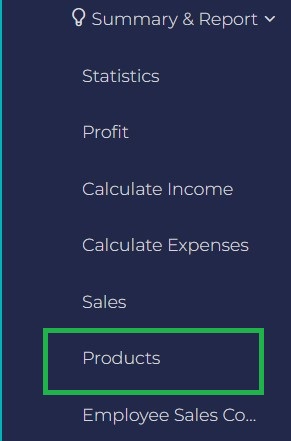 Summary & Report
Statistics
Profit
Calculate Income
Calculate Expenses
Sales
Products
Employee Sales Co...